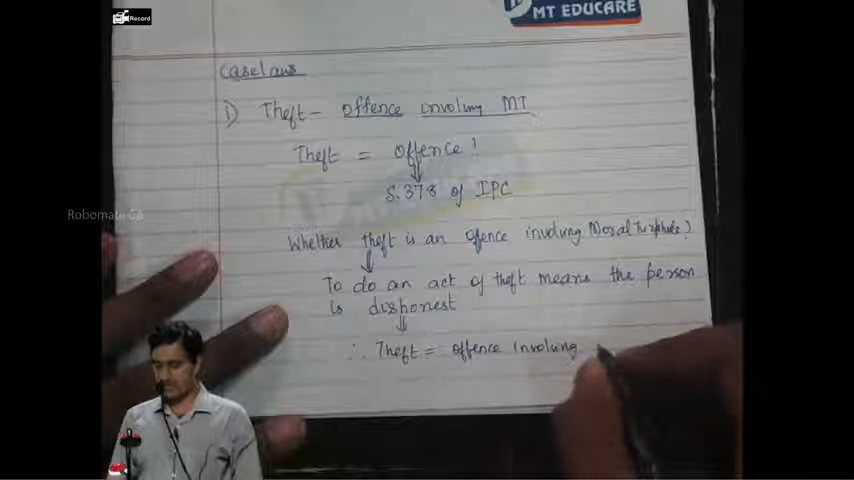 Record
MT EDUCARE
Caselaws
i) Theft - offence involving MT
Theft = offence!
S.378 of IPC
Whether theft is an offence involving Moral Turpitude?
To do an act of theft means the person
is dishonest
∴ Theft = offence involving
Robomate CA